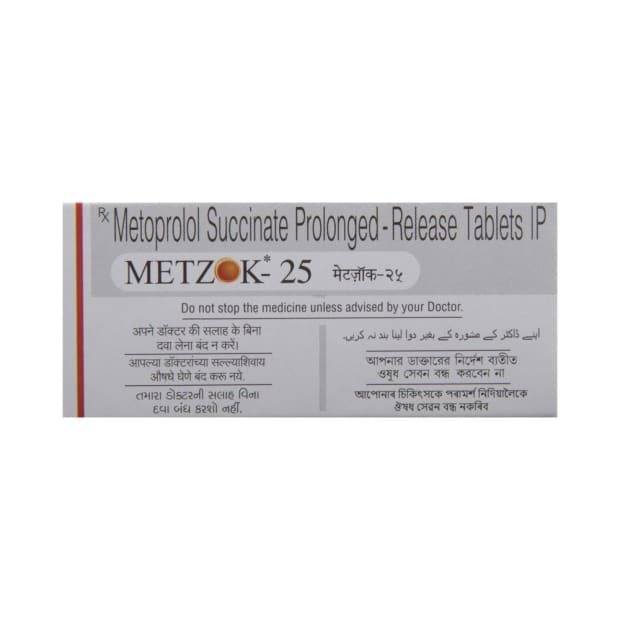 Rx Metoprolol Succinate Prolonged-Release Tablets IP
METZOK*- 25 मेटज़ॉक-२५
Do not stop the medicine unless advised by your Doctor.
अपने डॉक्टर की सलाह के बिना
दवा लेना बंद न करें।
आपल्या डॉक्टरांच्या सल्ल्याशिवाय
औषधे घेणे बंद करू नये.
તમારા ડોકટરની સલાહ વિના
દવા બંધ કરશો નહીં.
اپنے ڈاکٹر کے مشورہ کے بغیر دوا لینا بند نہ کریں.
আপনার ডাক্তারের নির্দেশ ব্যতীত
ওষুধ সেবন বন্ধ করবেন না
আপোনাৰ চিকিৎসকে পৰামৰ্শ নিদিয়ালৈকে
ঔষধ সেৱন বন্ধ নকৰিব